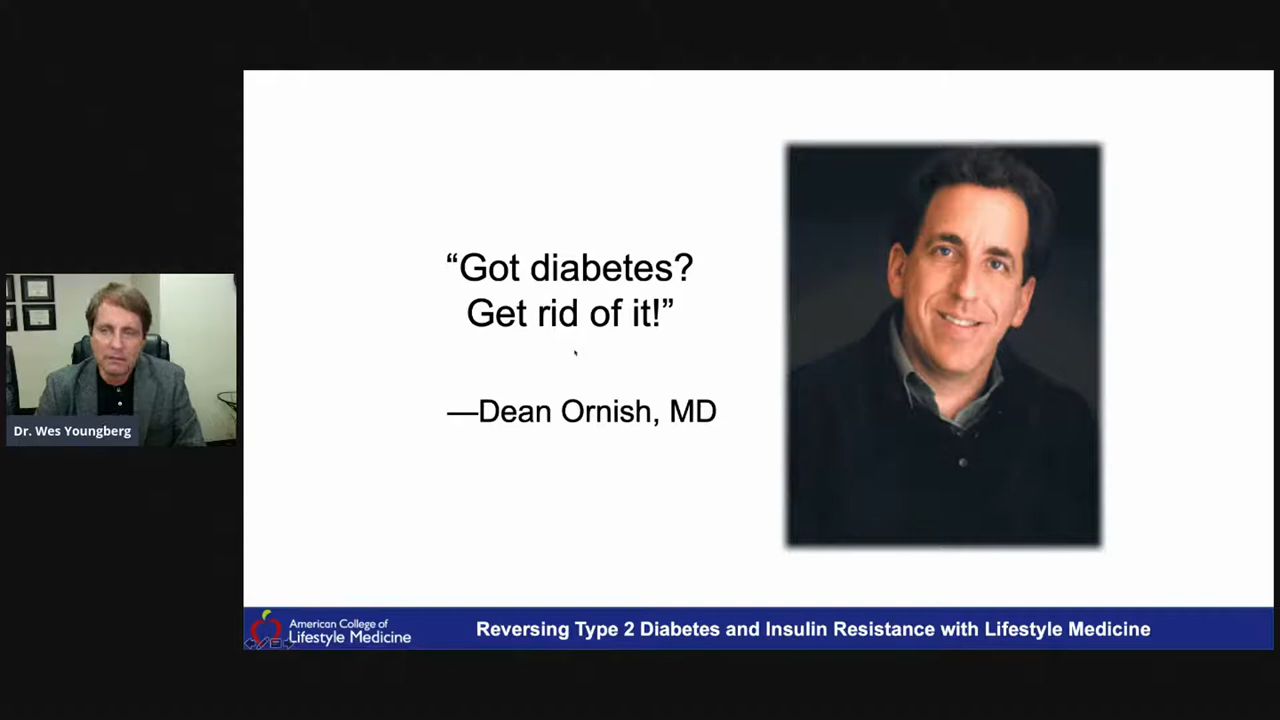 “Got diabetes?
Get rid of it!”
—Dean Ornish, MD
Dr. Wes Youngberg
American College of
Lifestyle Medicine
Reversing Type 2 Diabetes and Insulin Resistance with Lifestyle Medicine